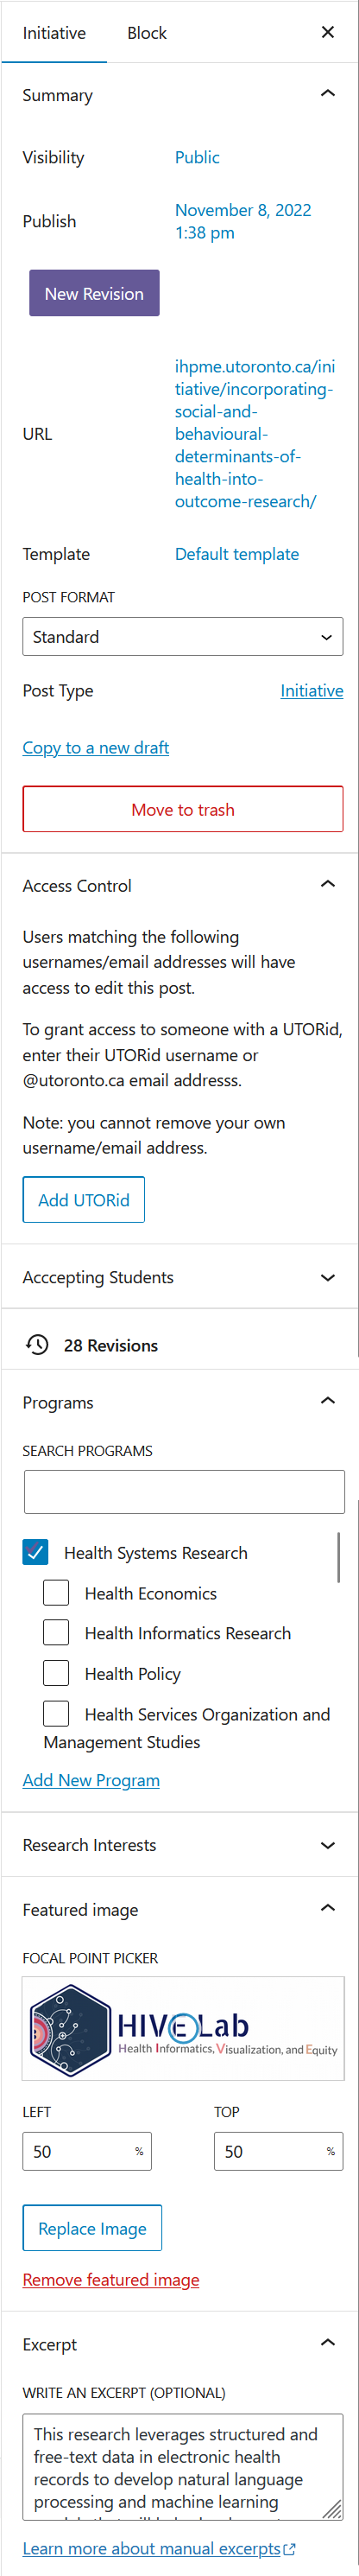 Initiative Block
Summary
Visibility Public
Publish November 8, 2022
1:38 pm
New Revision
URL ihpme.utoronto.ca/ini
tiative/incorporating-
social-and-
behavioural-
determinants-of-
health-into-
outcome-research/
Template Default template
POST FORMAT
Standard
Post Type Initiative
Copy to a new draft
Move to trash
Access Control
Users matching the following
usernames/email addresses will have
access to edit this post.
To grant access to someone with a UTORid,
enter their UTORid username or
@utoronto.ca email addresss.
Note: you cannot remove your own
username/email address.
Add UTORid
Acccepting Students
28 Revisions
Programs
SEARCH PROGRAMS
Health Systems Research
Health Economics
Health Informatics Research
Health Policy
Health Services Organization and
Management Studies
Add New Program
Research Interests
Featured image
FOCAL POINT PICKER
HIVE Lab
Health Informatics, Visualization, and Equity
LEFT TOP
50 % 50 %
Replace Image
Remove featured image
Excerpt
WRITE AN EXCERPT (OPTIONAL)
This research leverages structured and
free-text data in electronic health
records to develop natural language
processing and machine learning
Learn more about manual excerpts